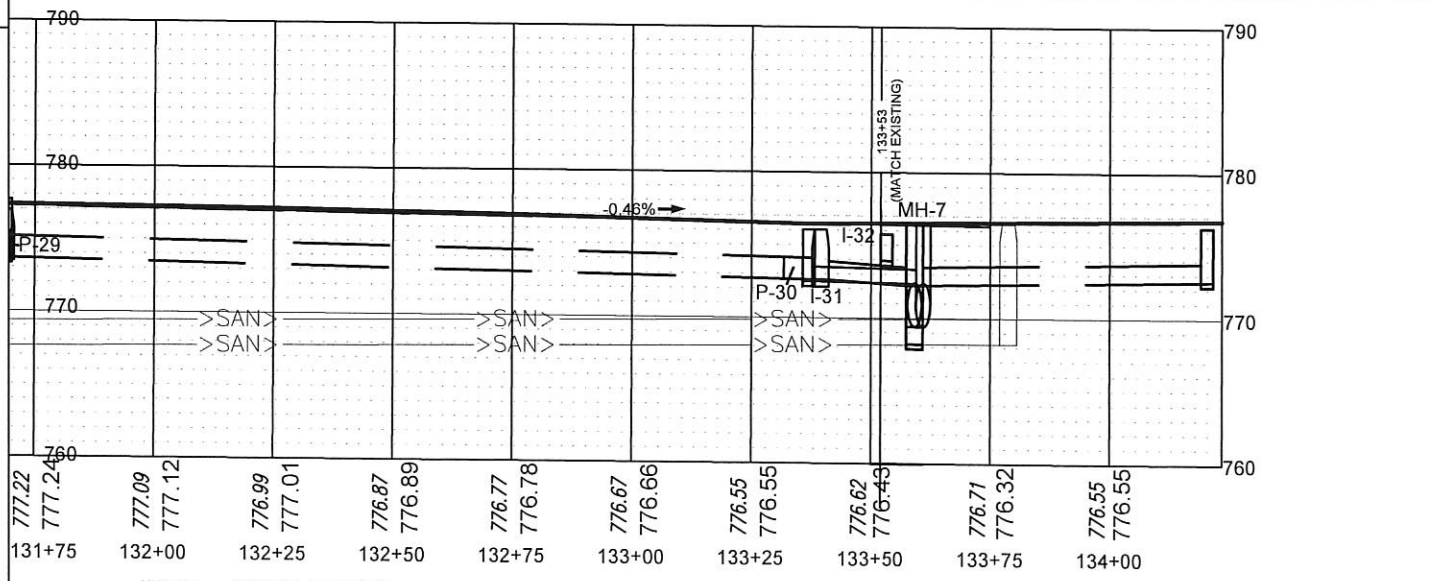 790
790
133+53
(MATCH EXISTING)
780
780
-0.46%
MH-7
I-32
P-29
P-30
I-31
770
770
>SAN> >SAN> >SAN>
>SAN> >SAN> >SAN>
760
760
777.22 777.09 776.99 776.87 776.77 776.67 776.55 776.62 776.71 776.55
777.24 777.12 777.01 776.89 776.78 776.66 776.55 776.43 776.32 776.55
131+75 132+00 132+25 132+50 132+75 133+00 133+25 133+50 133+75 134+00